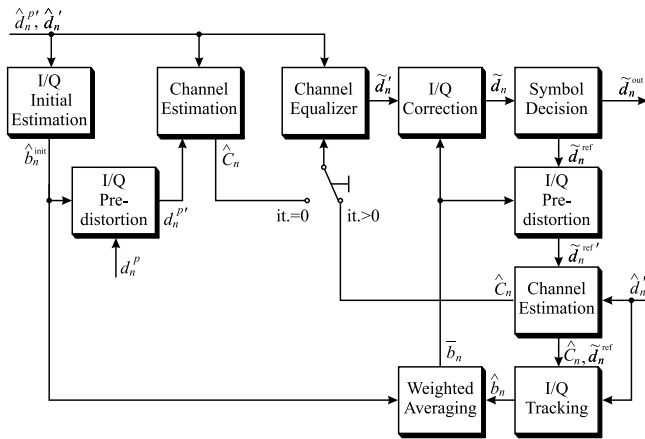 d̂ₙᵖ′, d̂ₙ′
I/Q
Initial
Estimation
Channel
Estimation
Channel
Equalizer
d̃ₙ′
I/Q
Correction
d̃ₙ
Symbol
Decision
d̃ₙᵒᵘᵗ
b̂ₙⁱⁿⁱᵗ
Ĉₙ
d̃ₙʳᵉᶠ
I/Q
Pre-
distortion
dₙᵖ′
it.=0
it.>0
I/Q
Pre-
distortion
dₙᵖ
d̃ₙʳᵉᶠ′
Ĉₙ
Channel
Estimation
d̂ₙ′
b̄ₙ
Ĉₙ, d̃ₙʳᵉᶠ
Weighted
Averaging
b̂ₙ
I/Q
Tracking